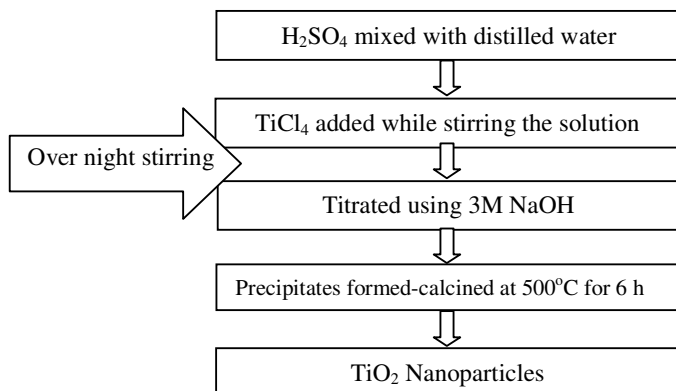 H₂SO₄ mixed with distilled water
TiCl₄ added while stirring the solution
Over night stirring
Titrated using 3M NaOH
Precipitates formed-calcined at 500°C for 6 h
TiO₂ Nanoparticles